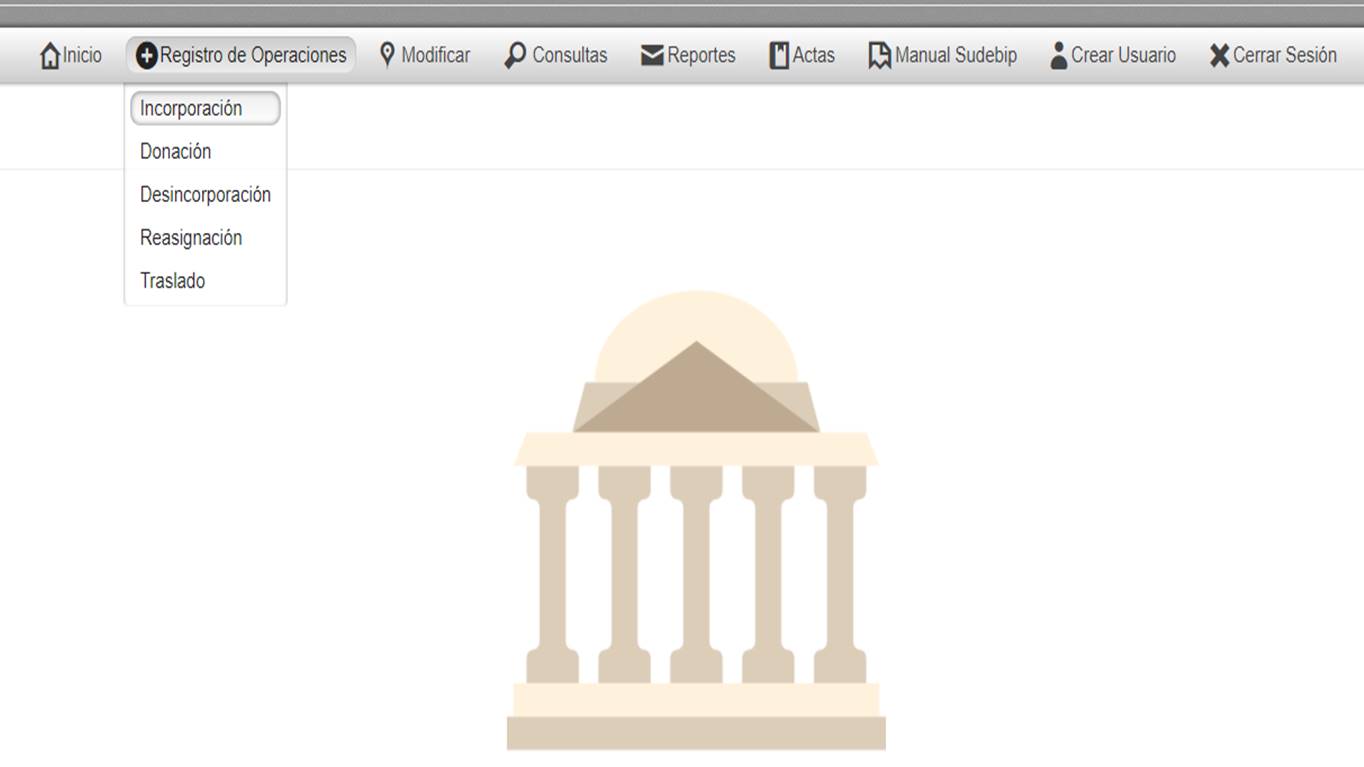 Inicio Registro de Operaciones Modificar Consultas Reportes Actas Manual Sudebip Crear Usuario Cerrar Sesión
Incorporación
Donación
Desincorporación
Reasignación
Traslado